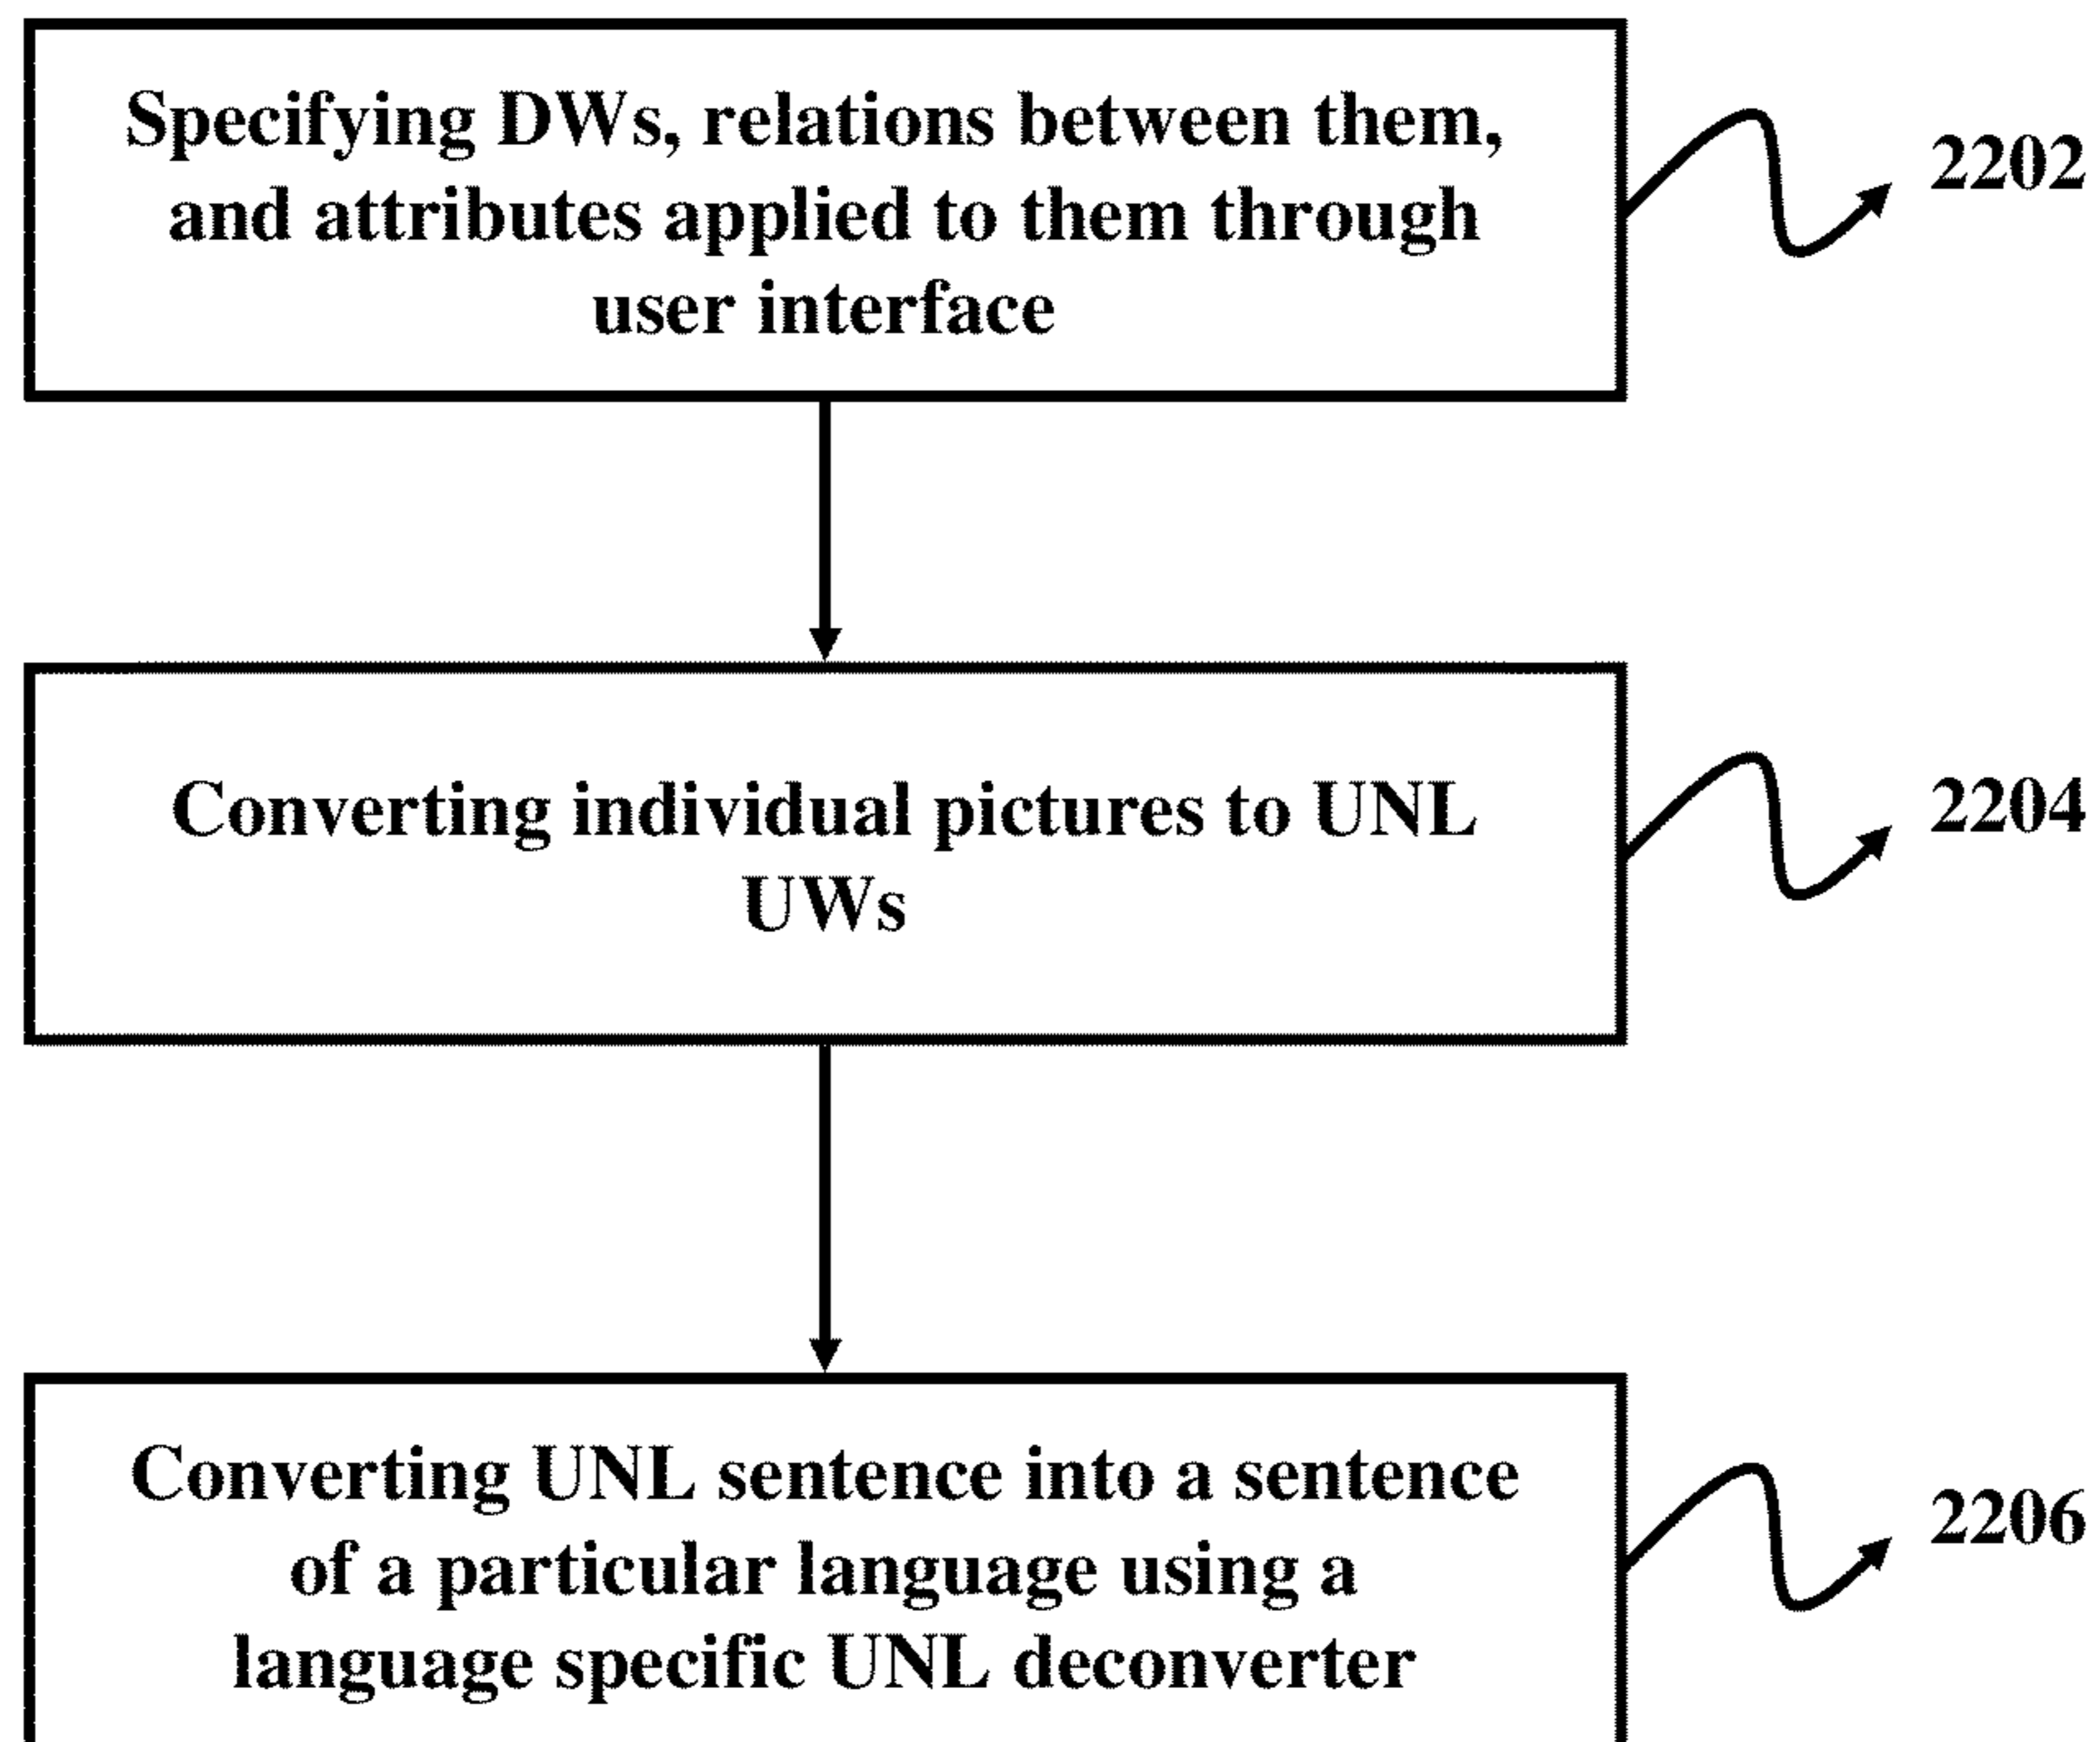 Specifying DWs, relations between them,
and attributes applied to them through
user interface
2202
Converting individual pictures to UNL
UWs
2204
Converting UNL sentence into a sentence
of a particular language using a
language specific UNL deconverter
2206